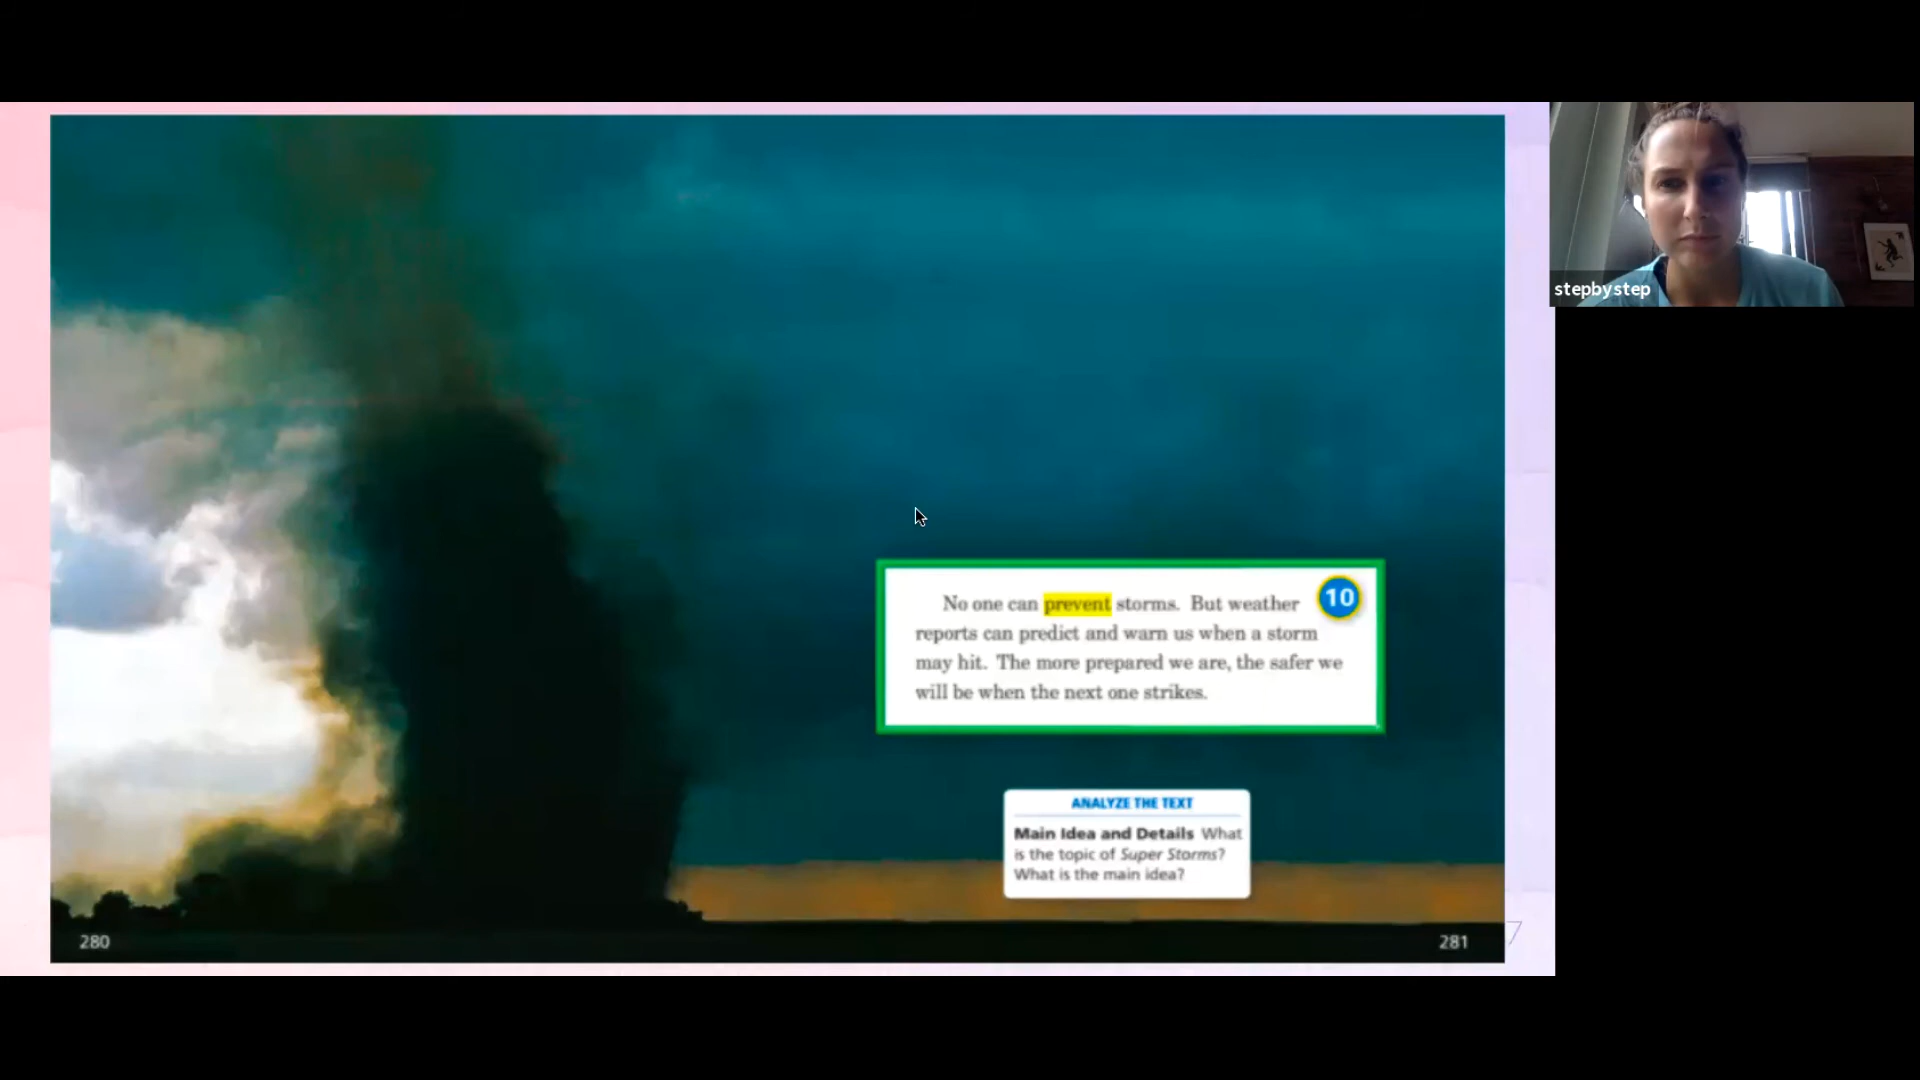 No one can prevent storms. But weather
reports can predict and warn us when a storm
may hit. The more prepared we are, the safer we
will be when the next one strikes.
10
ANALYZE THE TEXT
Main Idea and Details What
is the topic of Super Storms?
What is the main idea?
280
281
stepbystep